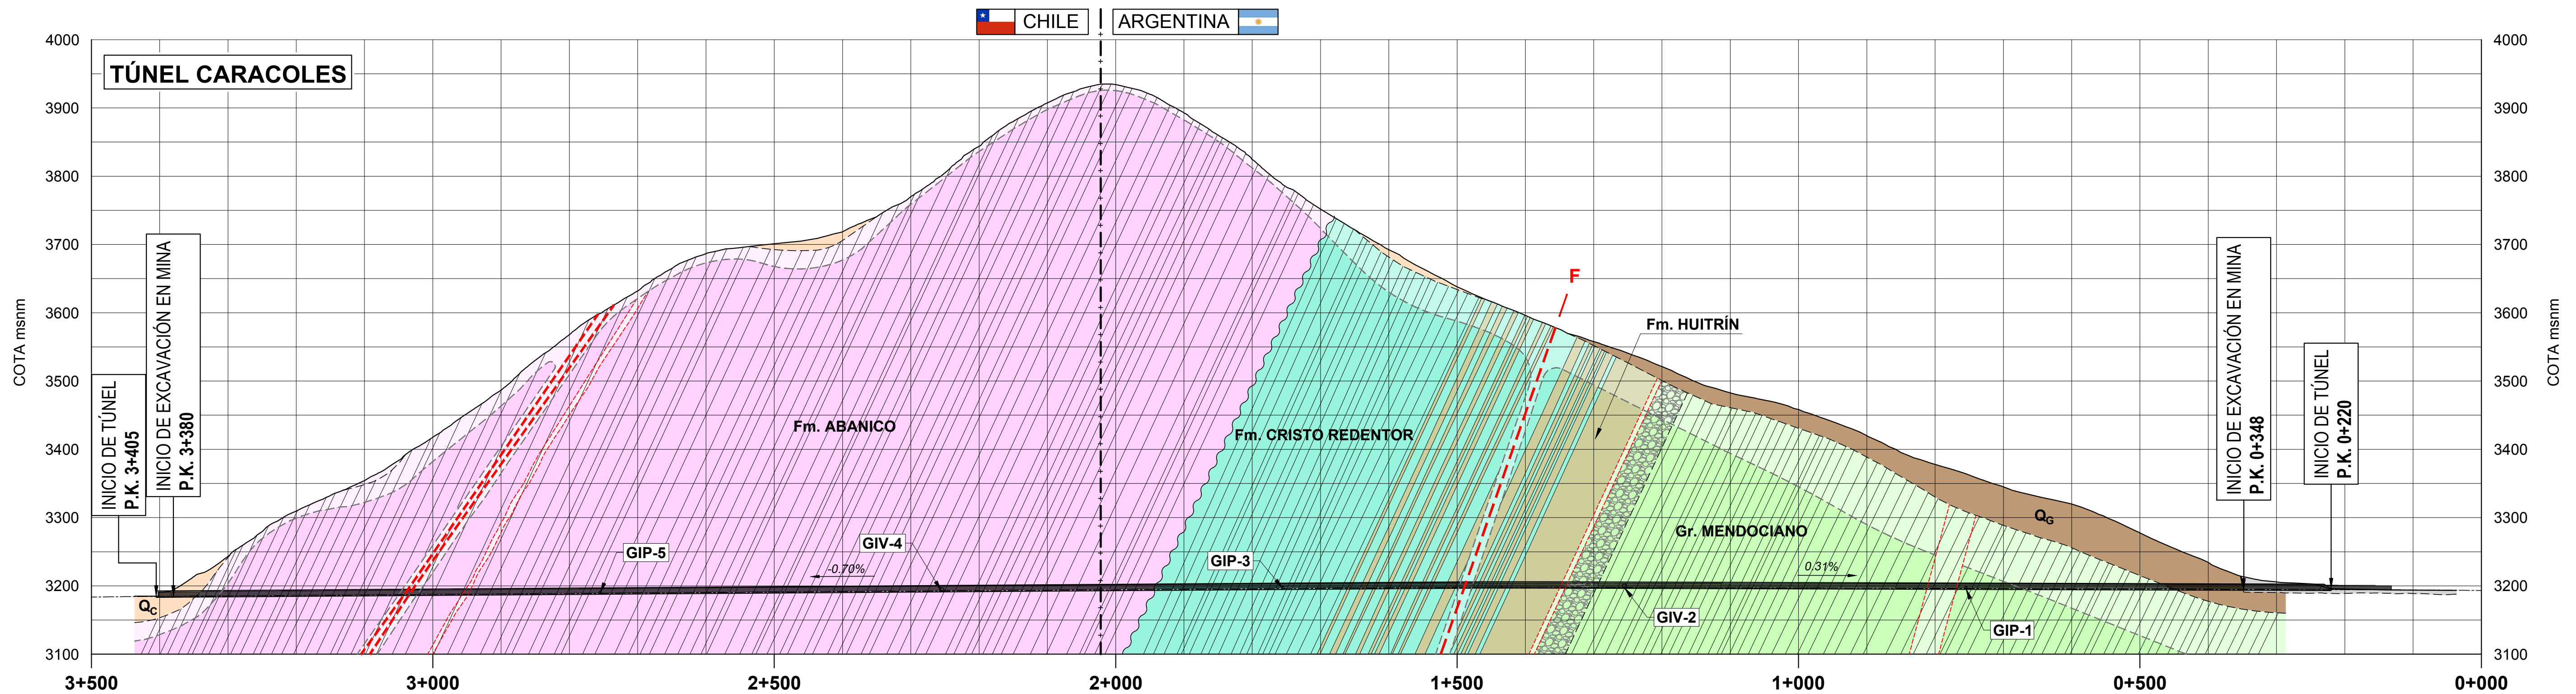 CHILE
ARGENTINA
TÚNEL CARACOLES
4000
3900
3800
3700
3600
3500
3400
3300
3200
3100
COTA msnm
4000
3900
3800
3700
3600
3500
3400
3300
3200
3100
COTA msnm
INICIO DE TÚNEL
P.K. 3+405
INICIO DE EXCAVACIÓN EN MINA
P.K. 3+380
INICIO DE EXCAVACIÓN EN MINA
P.K. 0+348
INICIO DE TÚNEL
P.K. 0+220
F
Fm. HUITRÍN
Fm. ABANICO
Fm. CRISTO REDENTOR
Gr. MENDOCIANO
QG
QC
GIP-5
GIV-4
-0.70%
GIP-3
0.31%
GIV-2
GIP-1
3+500
3+000
2+500
2+000
1+500
1+000
0+500
0+000